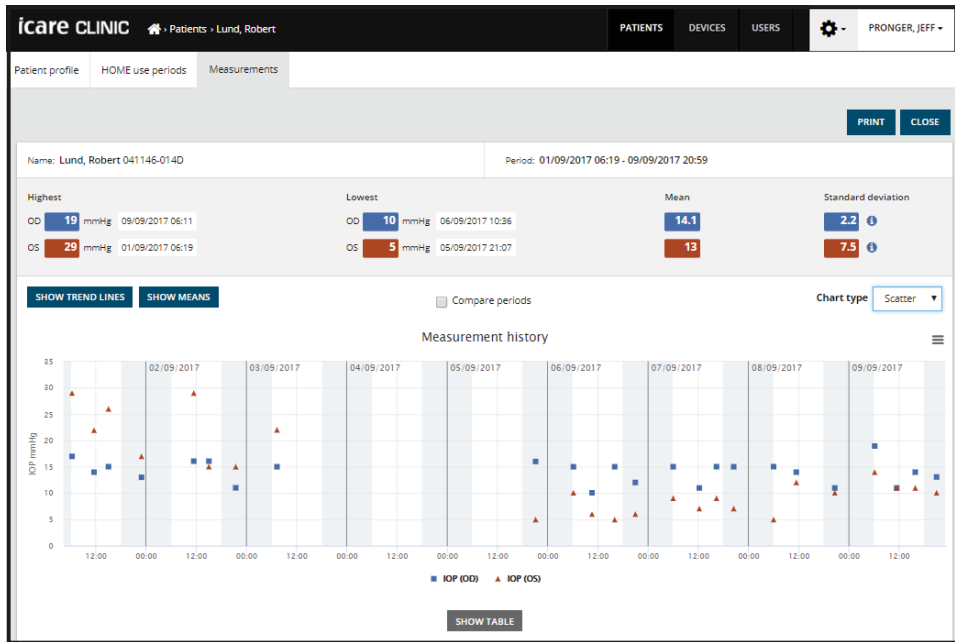 icare CLINIC › Patients › Lund, Robert PATIENTS DEVICES USERS PRONGER, JEFF
Patient profile HOME use periods Measurements
PRINT CLOSE
Name: Lund, Robert 041146-014D Period: 01/09/2017 06:19 - 09/09/2017 20:59
Highest Lowest Mean Standard deviation
OD 19 mmHg 09/09/2017 06:11 OD 10 mmHg 06/09/2017 10:36 14.1 2.2
OS 29 mmHg 01/09/2017 06:19 OS 5 mmHg 05/09/2017 21:07 13 7.5
SHOW TREND LINES SHOW MEANS Compare periods Chart type Scatter
Measurement history
35 02/09/2017 03/09/2017 04/09/2017 05/09/2017 06/09/2017 07/09/2017 08/09/2017 09/09/2017
30
25
20
IOP mmHg
15
10
5
0
12:00 00:00 12:00 00:00 12:00 00:00 12:00 00:00 12:00 00:00 12:00 00:00 12:00 00:00 12:00 00:00 12:00
IOP (OD) IOP (OS)
SHOW TABLE